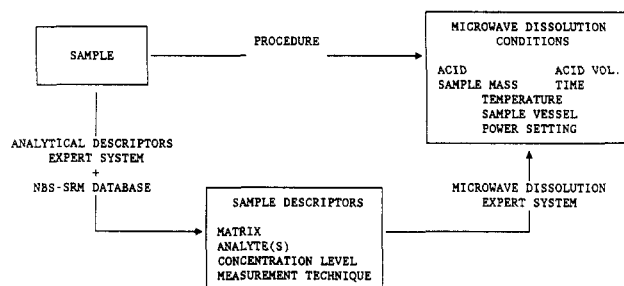 SAMPLE
PROCEDURE
MICROWAVE DISSOLUTION
CONDITIONS
ACID ACID VOL.
SAMPLE MASS TIME
TEMPERATURE
SAMPLE VESSEL
POWER SETTING
ANALYTICAL DESCRIPTORS
EXPERT SYSTEM
+
NBS-SRM DATABASE
SAMPLE DESCRIPTORS
MATRIX
ANALYTE(S)
CONCENTRATION LEVEL
MEASUREMENT TECHNIQUE
MICROWAVE DISSOLUTION
EXPERT SYSTEM